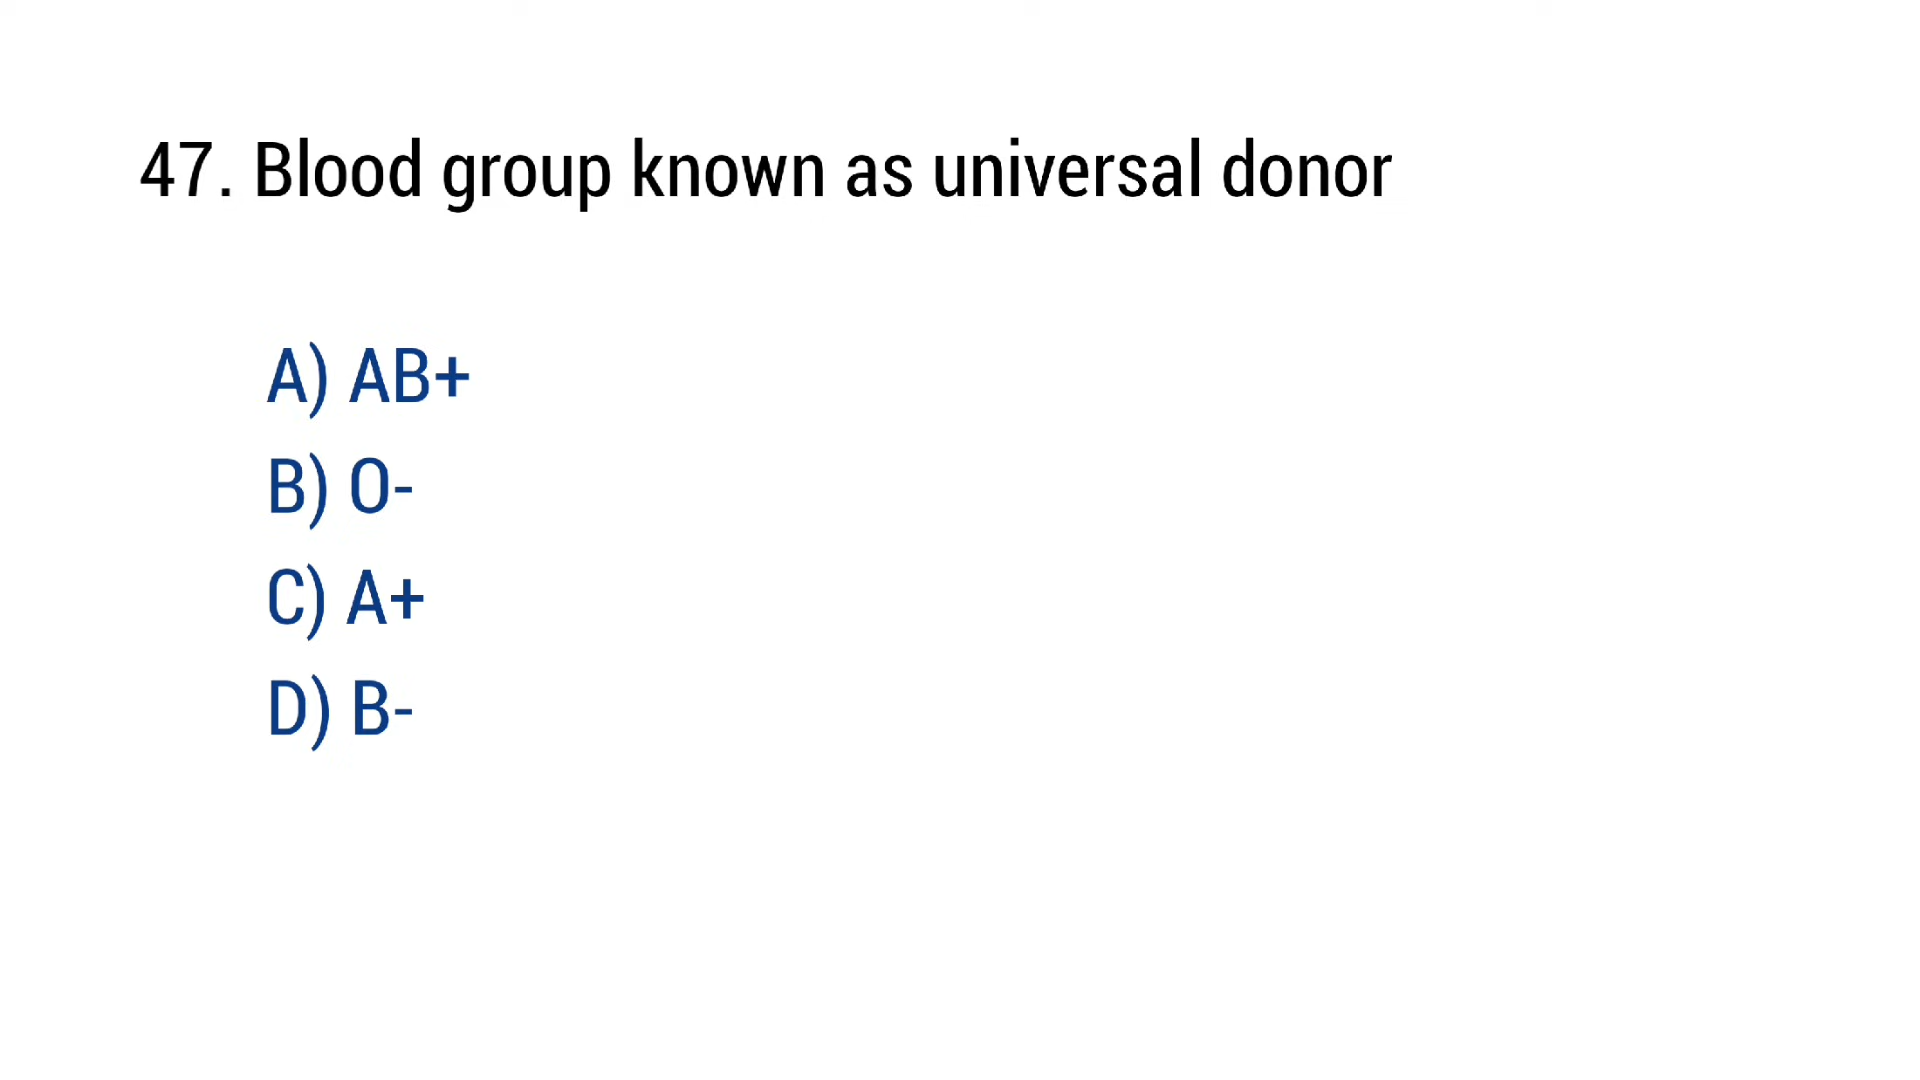 47. Blood group known as universal donor
A) AB+
B) O-
C) A+
D) B-